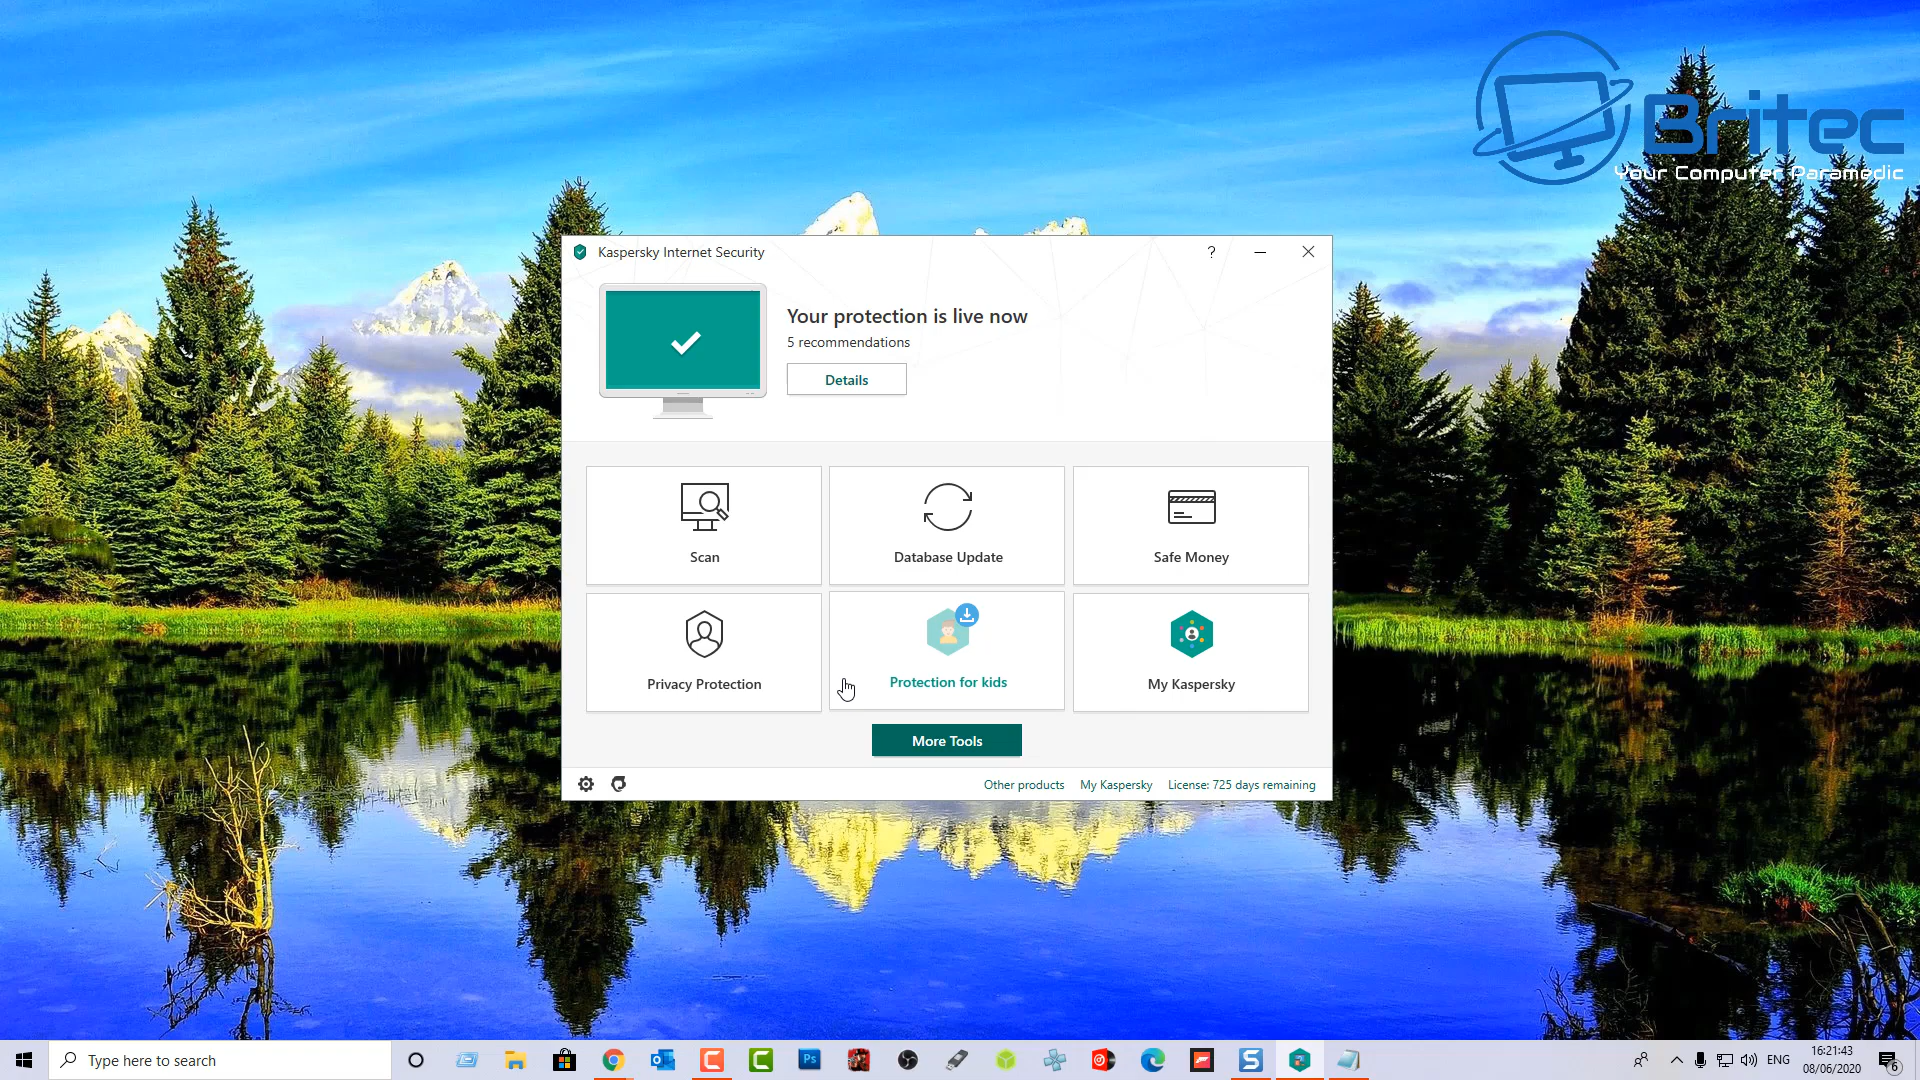 Britec
Your Computer Paramedic
Kaspersky Internet Security
?
Your protection is live now
5 recommendations
Details
Scan
Database Update
Safe Money
Privacy Protection
Protection for kids
My Kaspersky
More Tools
Other products
My Kaspersky
License: 725 days remaining
Type here to search
Ps
ENG
16:21:43
08/06/2020
6